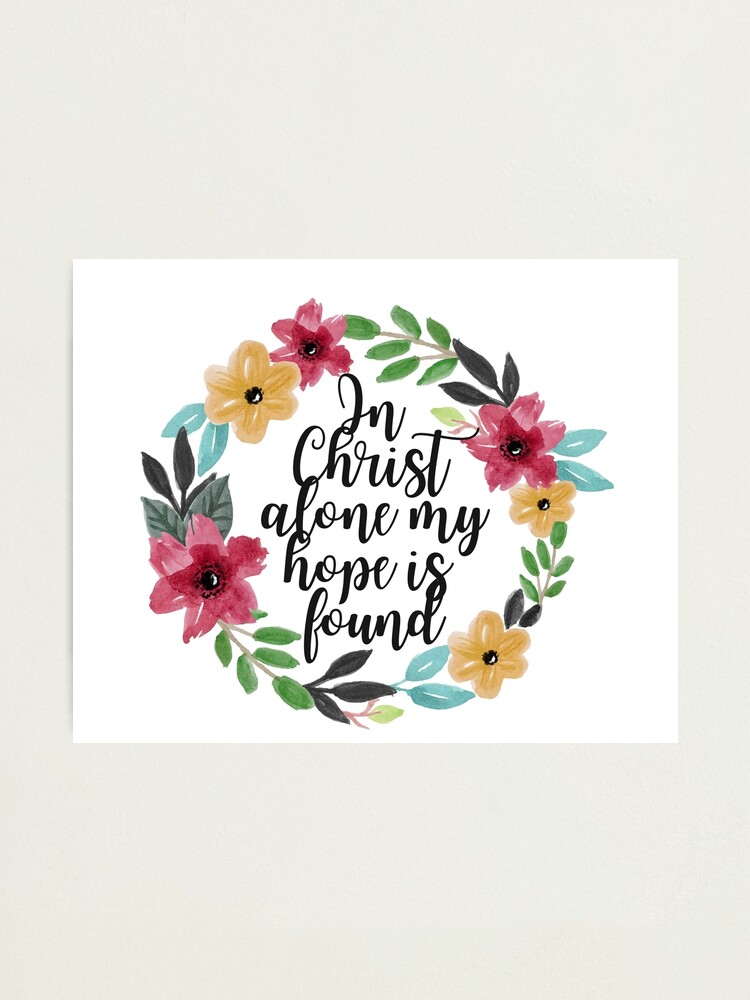 In
Christ
alone my
hope is
found